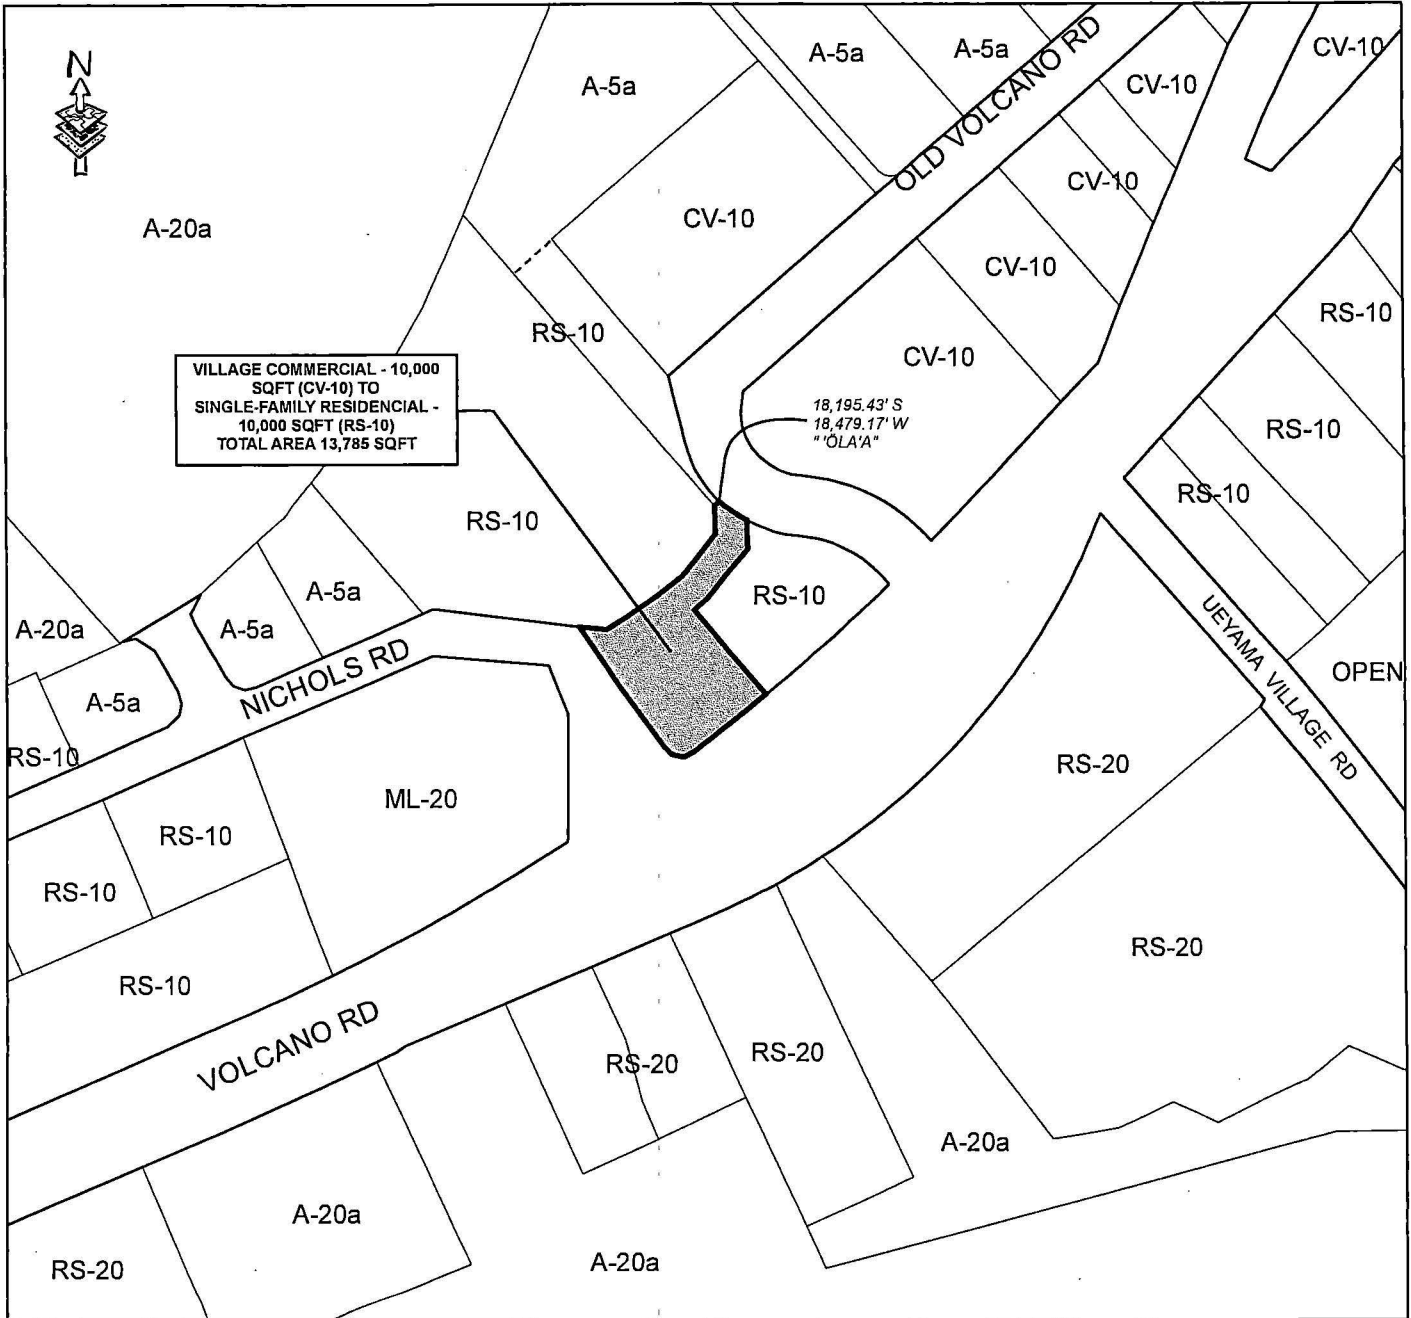 N
A-5a
A-5a
A-5a
CV-10
CV-10
OLD VOLCANO RD
A-20a
CV-10
CV-10
CV-10
RS-10
RS-10
CV-10
VILLAGE COMMERCIAL - 10,000
SQFT (CV-10) TO
SINGLE-FAMILY RESIDENCIAL -
10,000 SQFT (RS-10)
TOTAL AREA 13,785 SQFT
18,195.43' S
18,479.17' W
" 'ŌLA'A"
RS-10
RS-10
RS-10
A-5a
RS-10
A-20a
A-5a
UEYAMA VILLAGE RD
NICHOLS RD
OPEN
A-5a
RS-10
RS-20
ML-20
RS-10
RS-10
RS-20
RS-10
VOLCANO RD
RS-20
RS-20
A-20a
A-20a
RS-20
A-20a